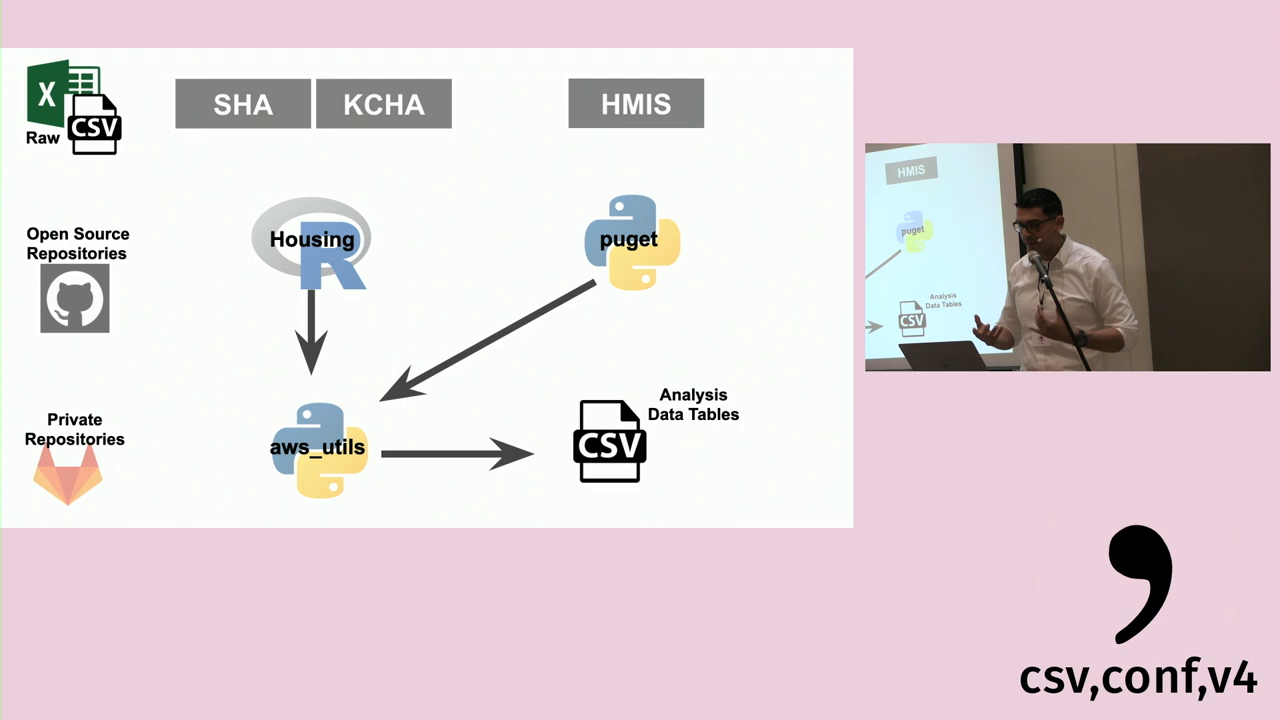 SHA
KCHA
HMIS
X
CSV
Raw
Open Source
Repositories
Housing
R
puget
Private
Repositories
aws_utils
Analysis
Data Tables
CSV
HMIS
puget
Analysis
Data Tables
CSV
csv,conf,v4